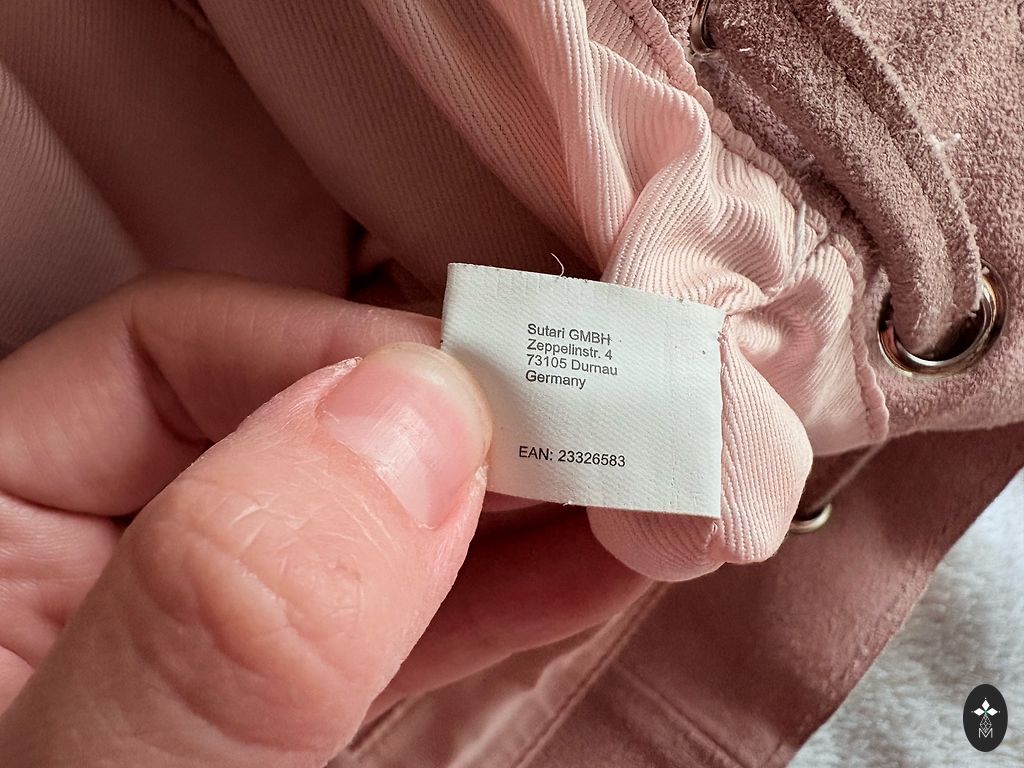 Sutari GMBH
Zeppelinstr. 4
73105 Durnau
Germany
EAN: 23326583
M